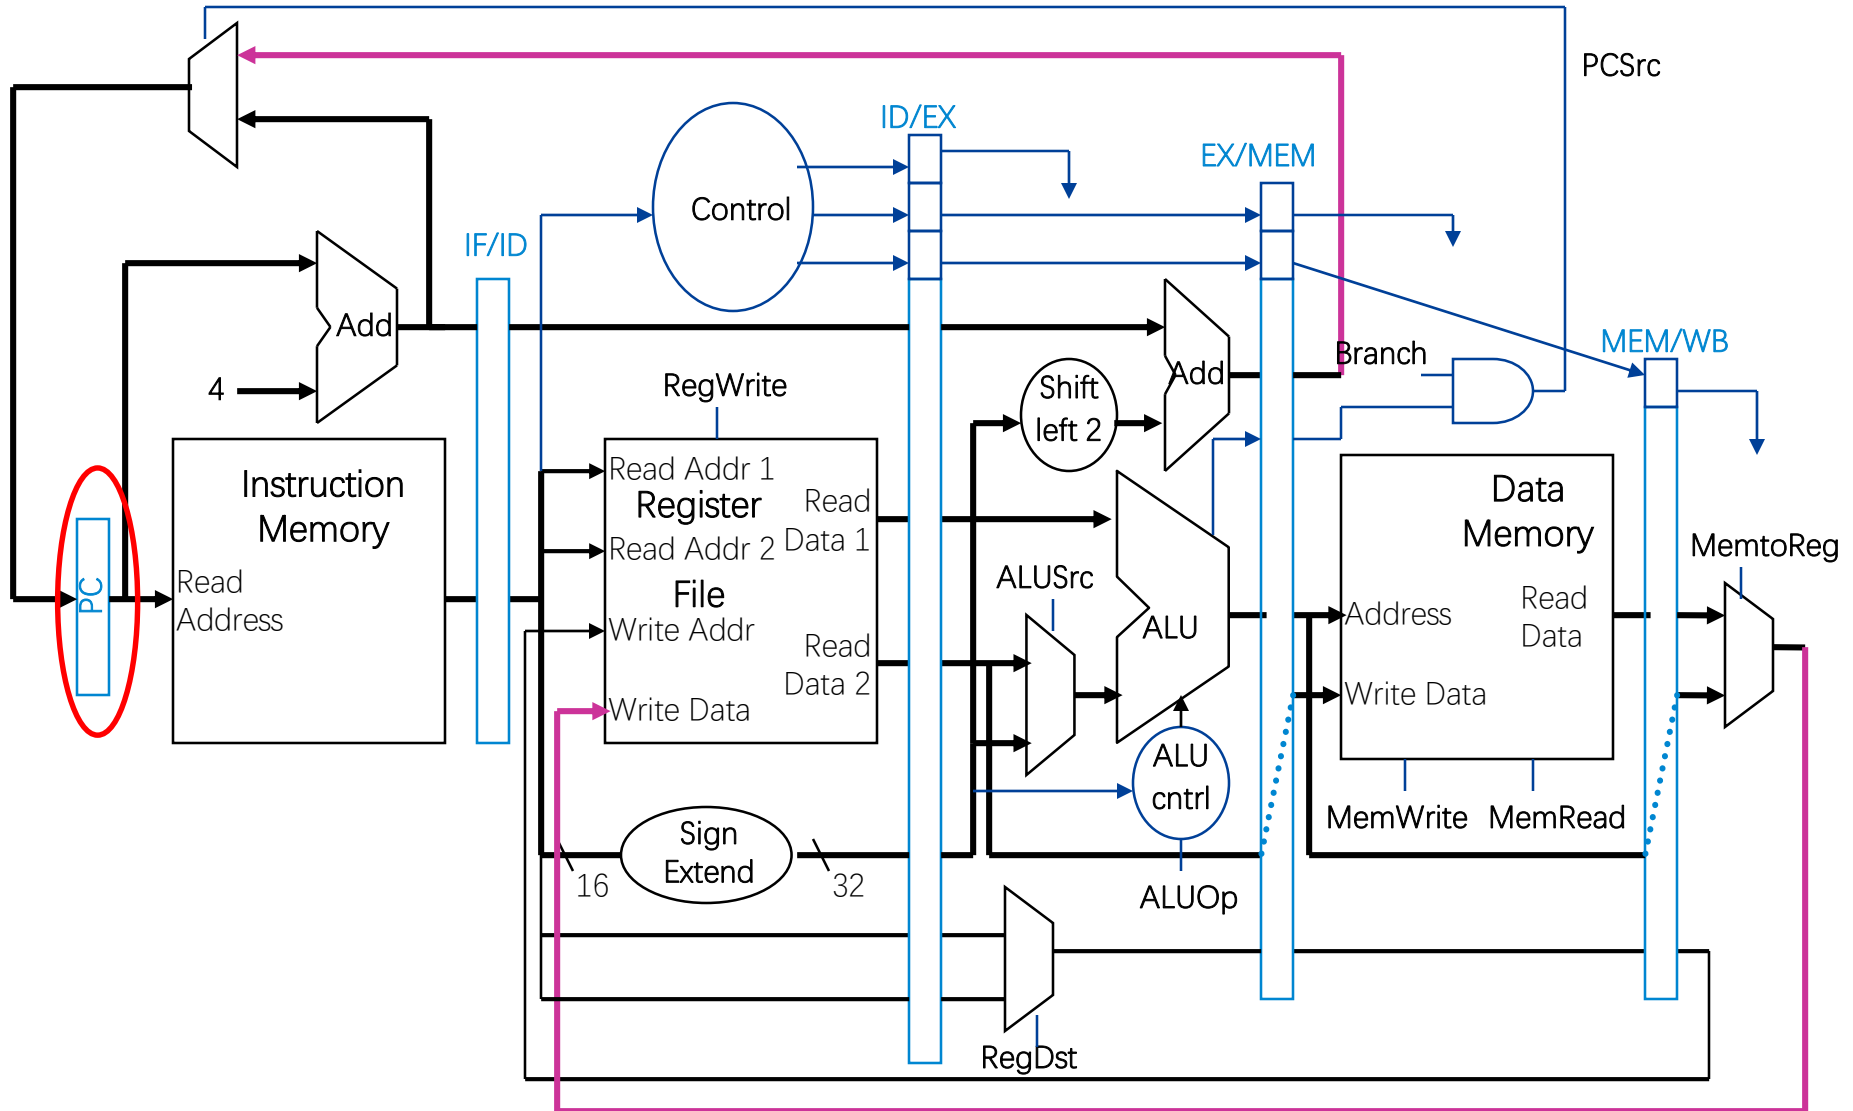 PCSrc
ID/EX
EX/MEM
Control
IF/ID
Add
4
MEM/WB
Branch
Add
Shift
left 2
RegWrite
Instruction
Memory
Read Addr 1
Register
Read
Data 1
Read Addr 2
File
Write Addr
Read
Data 2
Write Data
PC
Read
Address
ALUSrc
ALU
Data
Memory
MemtoReg
Address
Read
Data
Write Data
ALU
cntrl
MemWrite
MemRead
Sign
Extend
16
32
ALUOp
RegDst